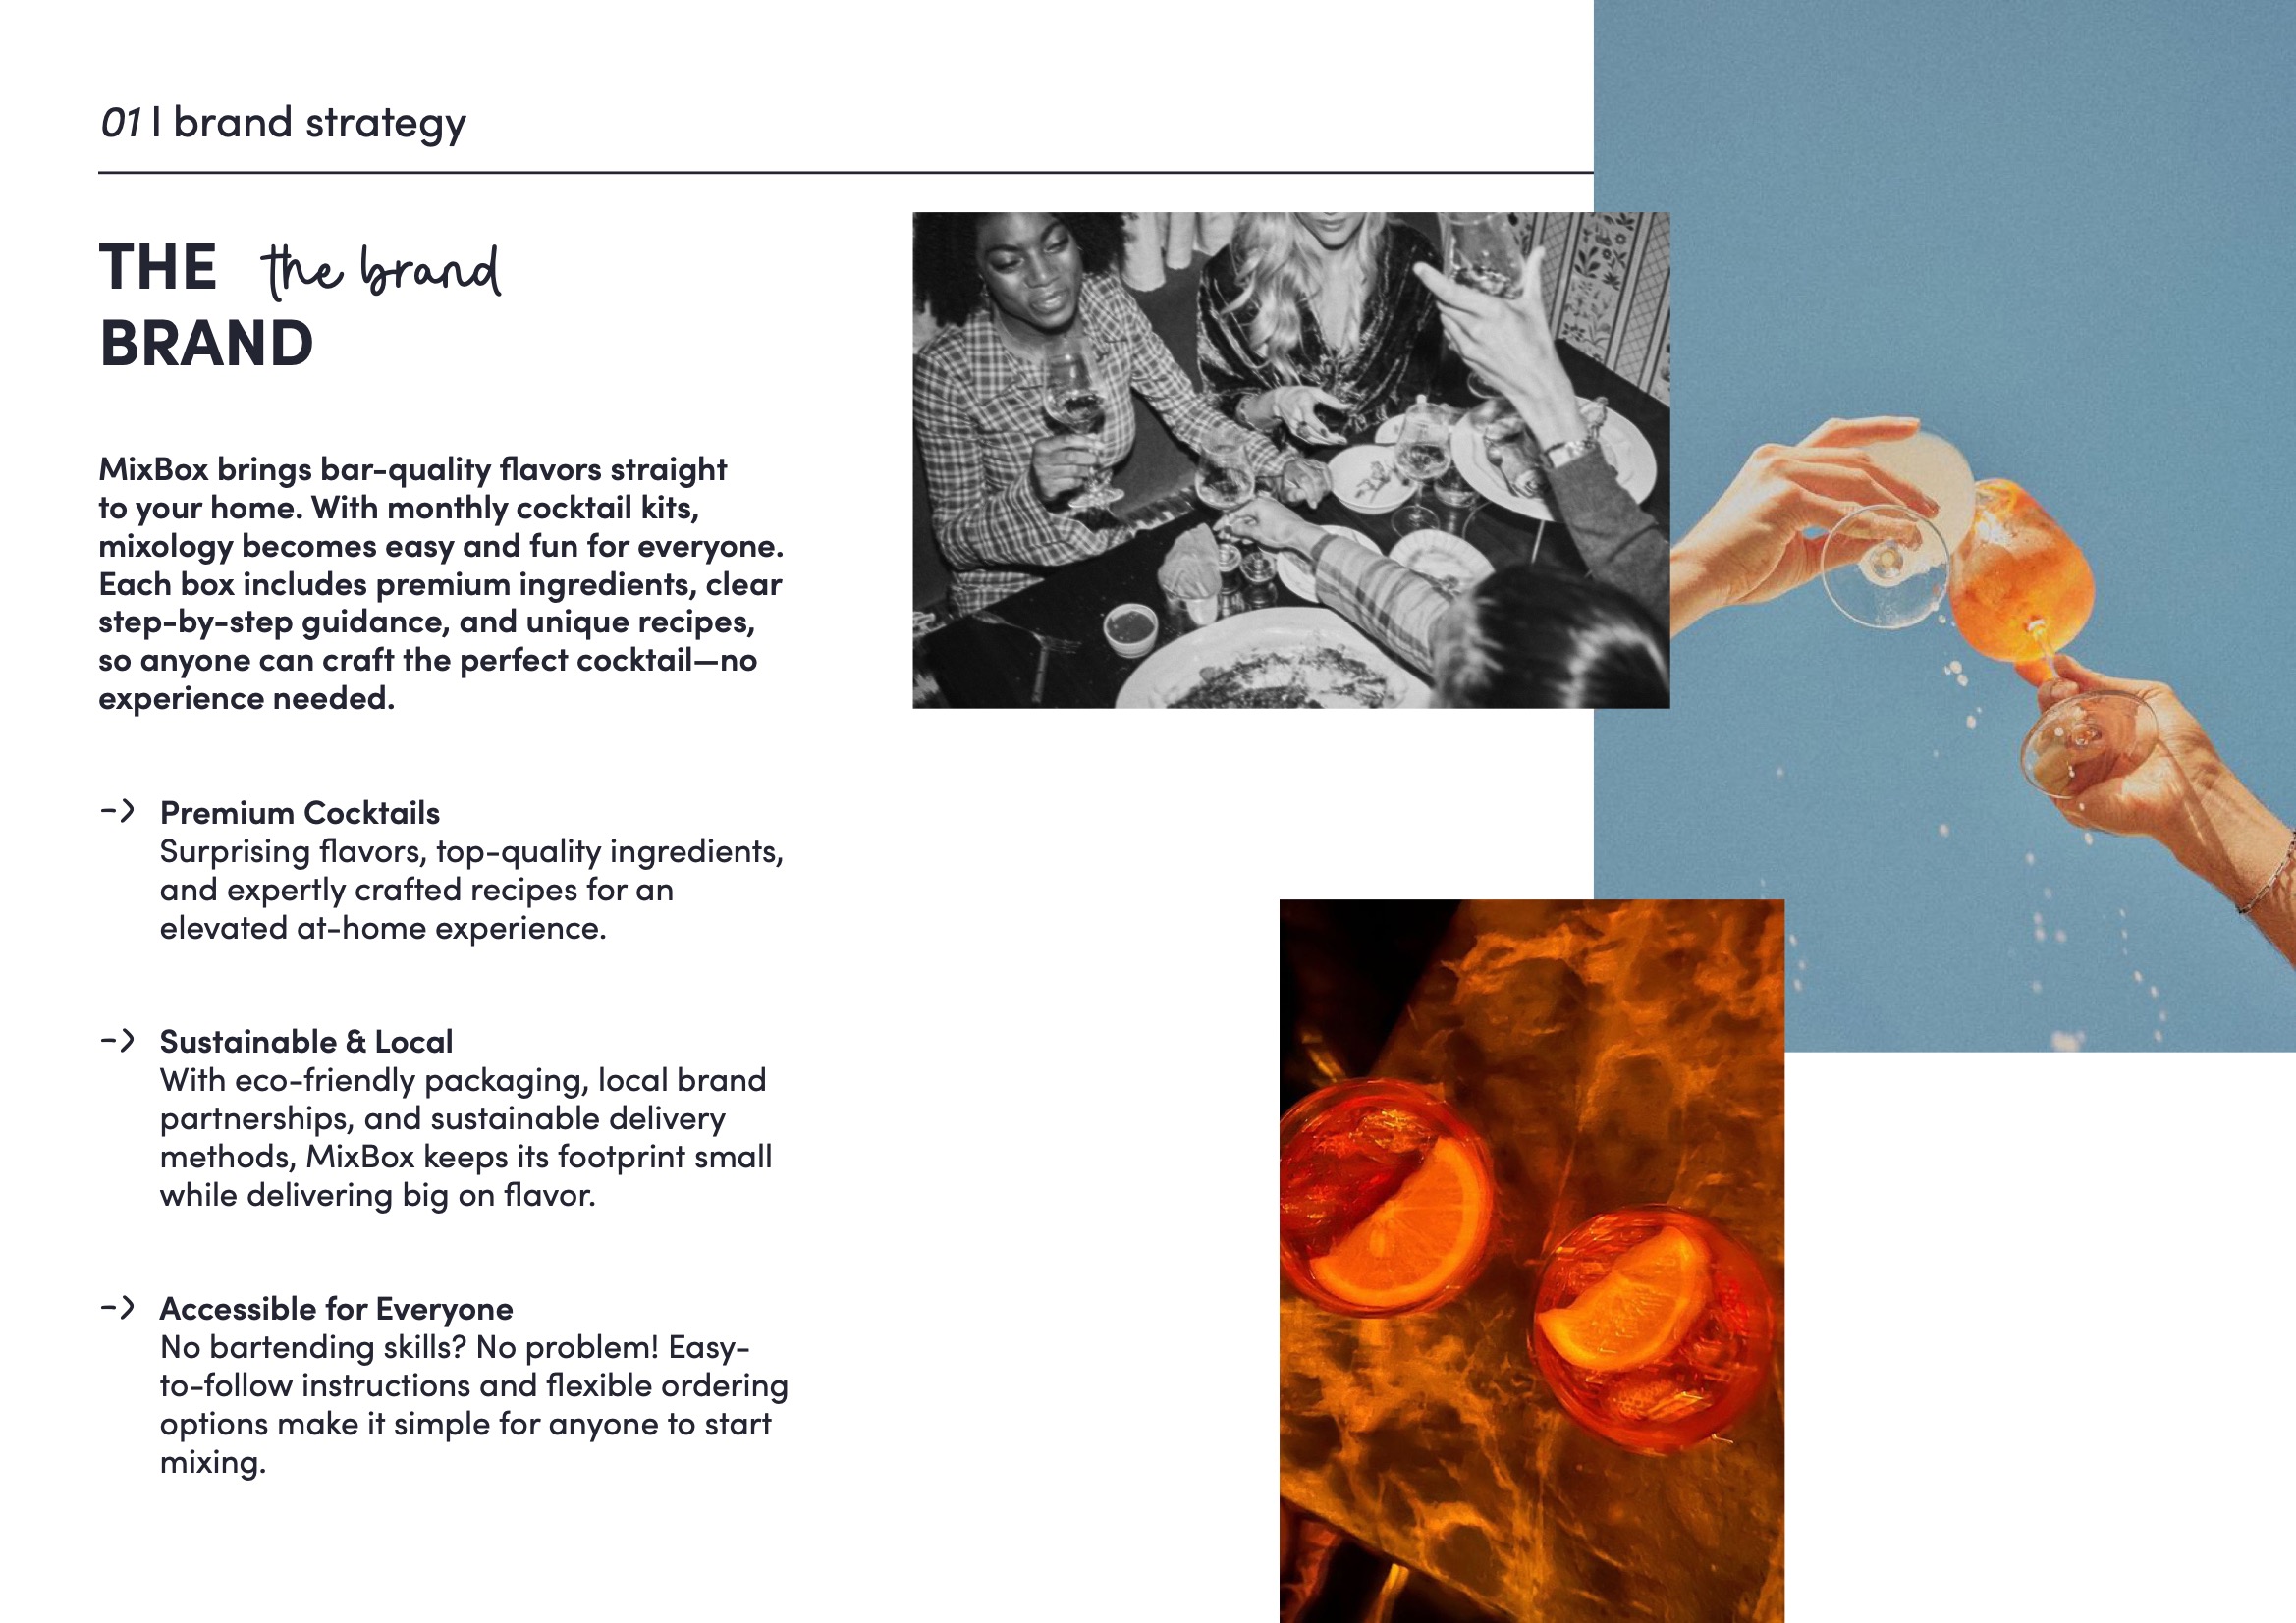 01 | brand strategy
THE the brand
BRAND
MixBox brings bar-quality flavors straight
to your home. With monthly cocktail kits,
mixology becomes easy and fun for everyone.
Each box includes premium ingredients, clear
step-by-step guidance, and unique recipes,
so anyone can craft the perfect cocktail—no
experience needed.
-> Premium Cocktails
Surprising flavors, top-quality ingredients,
and expertly crafted recipes for an
elevated at-home experience.
-> Sustainable & Local
With eco-friendly packaging, local brand
partnerships, and sustainable delivery
methods, MixBox keeps its footprint small
while delivering big on flavor.
-> Accessible for Everyone
No bartending skills? No problem! Easy-
to-follow instructions and flexible ordering
options make it simple for anyone to start
mixing.